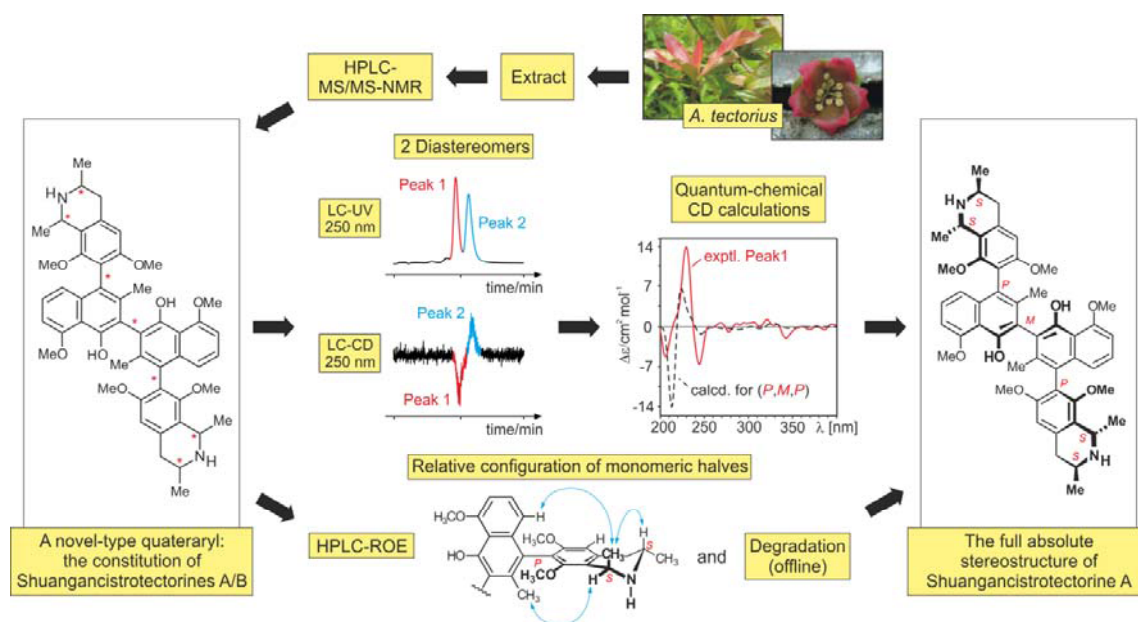 HPLC-
MS/MS-NMR
Extract
A. tectorius
2 Diastereomers
LC-UV
250 nm
Peak 1
Peak 2
time/min
LC-CD
250 nm
Peak 2
Peak 1
time/min
Quantum-chemical
CD calculations
Δε/cm² mol⁻¹
14
7
0
-7
-14
exptl. Peak1
calcd. for (P,M,P)
200 250 300 350 λ [nm]
Me
HN
*
*
Me
MeO OMe
*
OH OMe
Me
*
OH
MeO
Me
*
MeO OMe
Me
*
*
N
H
Me
A novel-type quateraryl:
the constitution of
Shuangancistrotectorines A/B
Relative configuration of monomeric halves
HPLC-ROE
H₃CO H
HO
P
H₃CO H
H₃CO
CH₃
CH₃
H
S
CH₃
H S
N
H
and
Degradation
(offline)
Me
H N S
S
Me
MeO OMe
P
Me
OH OMe
M
HO
MeO
Me
P
MeO OMe
Me
S
S
N H
Me
The full absolute
stereostructure of
Shuangancistrotectorine A